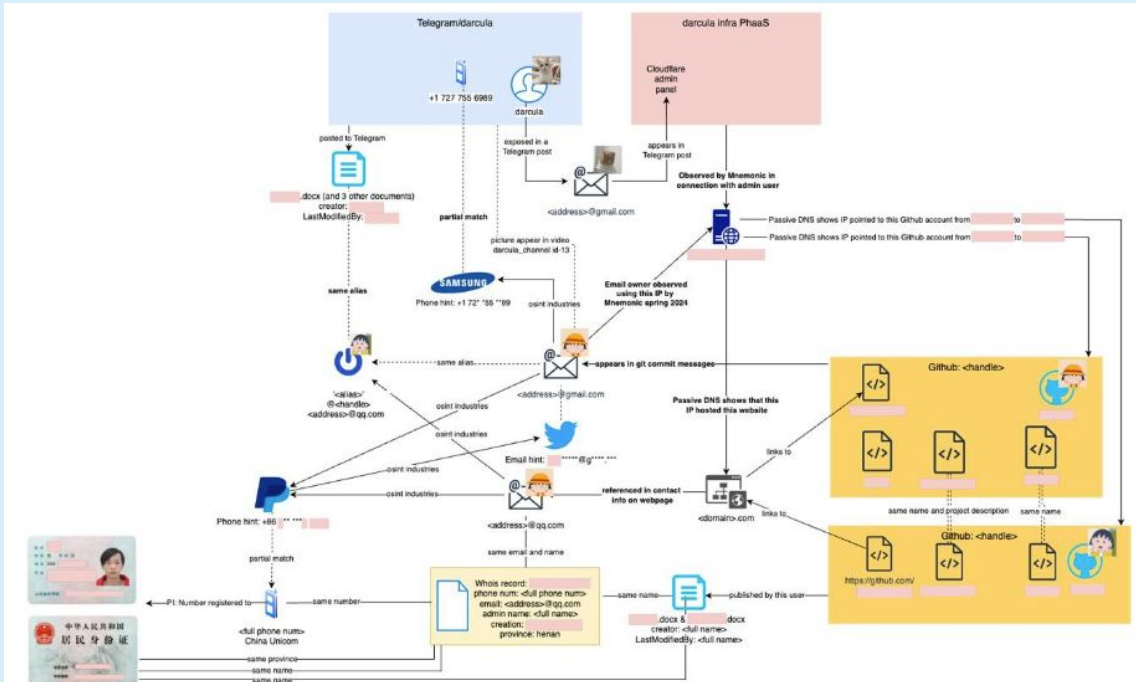 Telegram/darcula
+1 727 755 6989
darcula
posted to Telegram
exposed in a
Telegram post
.docx (and 3 other documents)
creator:
LastModifiedBy:
<address>@gmail.com
partial match
picture appear in video
darcula_channel id-13
same alias
SAMSUNG
Phone hint: +1 72* *55 **89
osint industries
darcula infra PhaaS
Cloudflare
admin
panel
appears in
Telegram post
Observed by Mnemonic in
connection with admin user
Passive DNS shows IP pointed to this Github account from
to
Passive DNS shows IP pointed to this Github account from
to
Email owner observed
using this IP by
Mnemonic spring 2024
'<alias>'
@<handle>
<address>@qq.com
same alias
<address>@gmail.com
appears in git commit messages
Github: <handle>
Passive DNS shows that this
IP hosted this website
osint industries
osint industries
osint industries
osint industries
Email hint:
links to
Phone hint: +86
<address>@qq.com
referenced in contact
info on webpage
<domain>.com
links to
same name and project description
same name
Github: <handle>
https://github.com/
partial match
same email and name
PI: Number registered to
same number
<full phone num>
China Unicom
Whois record:
phone num: <full phone num>
email: <address>@qq.com
admin name: <full name>
creation:
province: henan
same name
published by this user
.docx &
.docx
creator: <full name>
LastModifiedBy: <full name>
中华人民共和国
居民身份证
same province
same name
same name